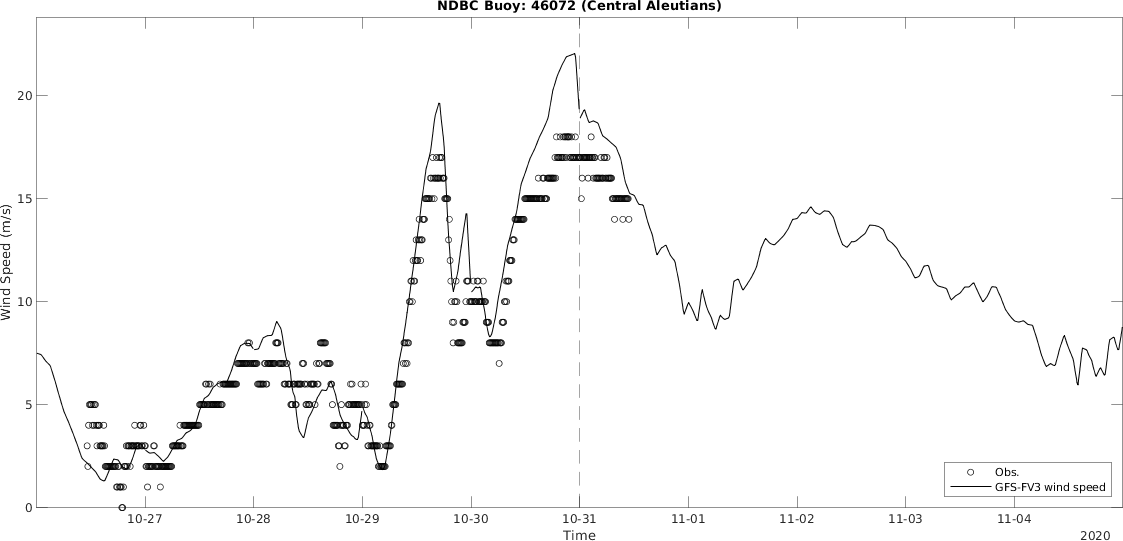 NDBC Buoy: 46072 (Central Aleutians)
20
15
10
5
0
Wind Speed (m/s)
10-27 10-28 10-29 10-30 10-31 11-01 11-02 11-03 11-04
Time
2020
Obs.
GFS-FV3 wind speed